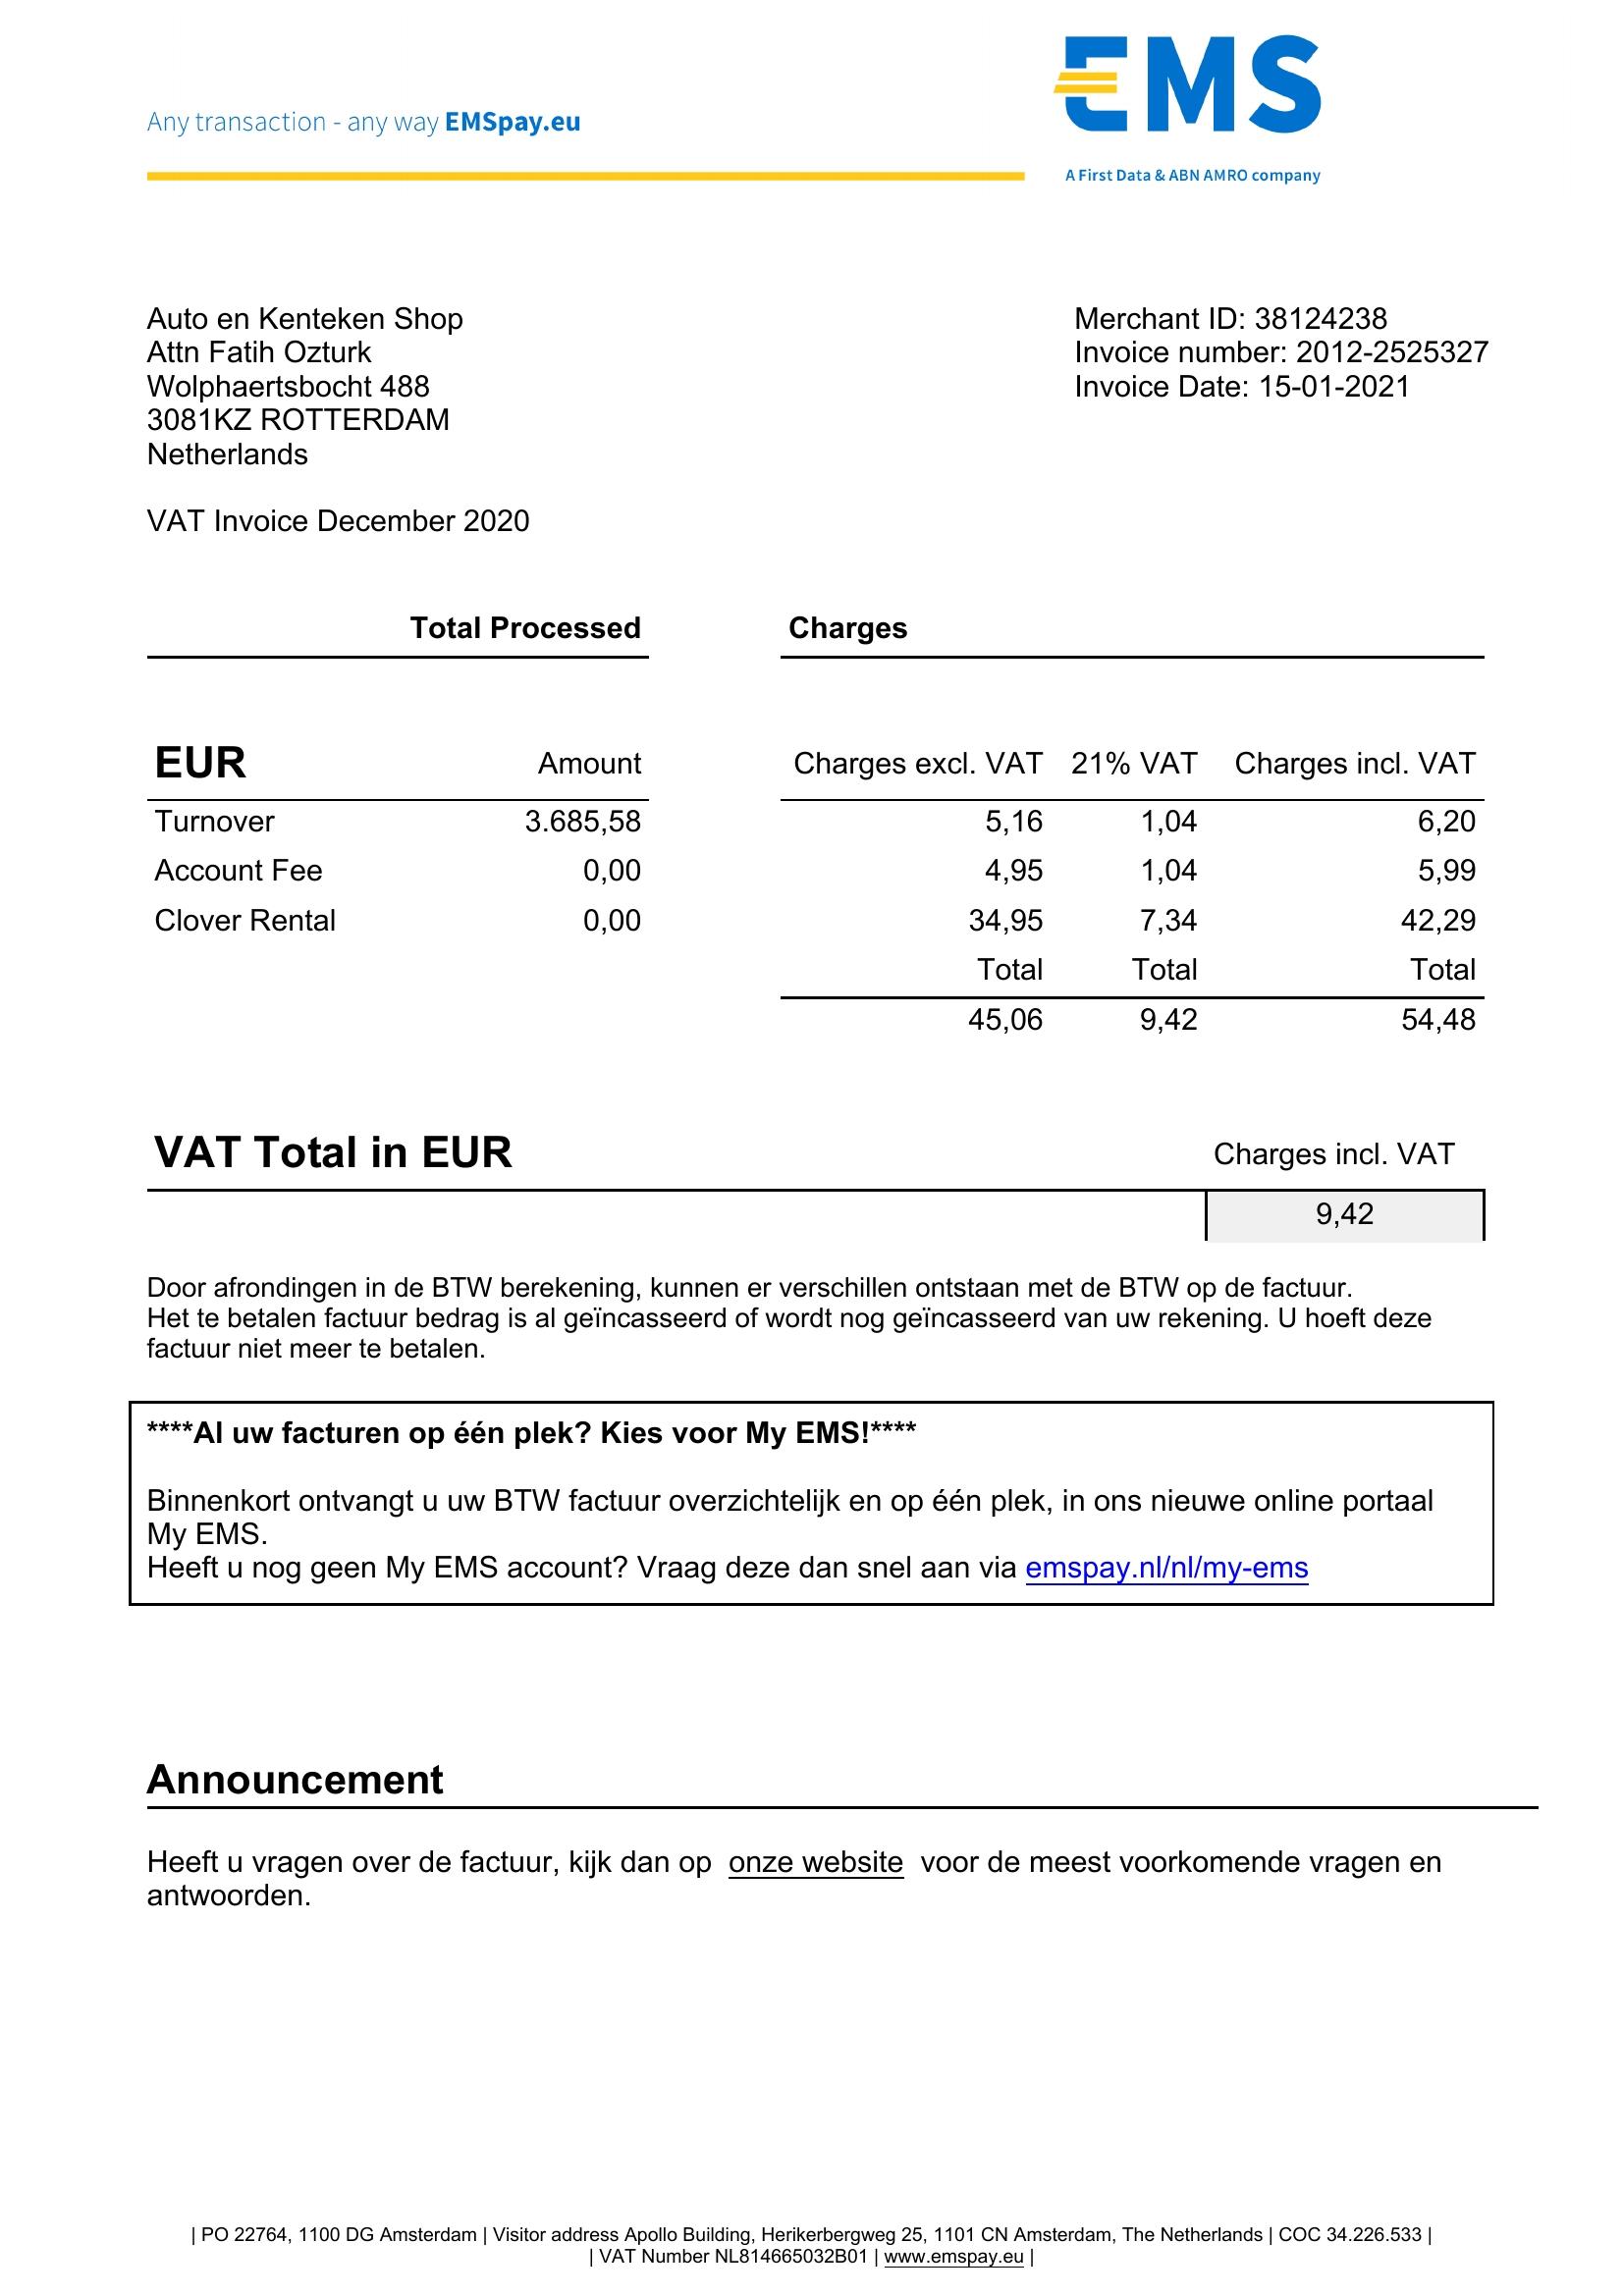 EMS
Any transaction - any way EMSpay.eu
A First Data & ABN AMRO company
Auto en Kenteken Shop
Attn Fatih Ozturk
Wolphaertsbocht 488
3081KZ ROTTERDAM
Netherlands
Merchant ID: 38124238
Invoice number: 2012-2525327
Invoice Date: 15-01-2021
VAT Invoice December 2020
Total Processed Charges
EUR Amount Charges excl. VAT 21% VAT Charges incl. VAT
Turnover 3.685,58 5,16 1,04 6,20
Account Fee 0,00 4,95 1,04 5,99
Clover Rental 0,00 34,95 7,34 42,29
Total Total Total
45,06 9,42 54,48
VAT Total in EUR Charges incl. VAT
9,42
Door afrondingen in de BTW berekening, kunnen er verschillen ontstaan met de BTW op de factuur.
Het te betalen factuur bedrag is al geïncasseerd of wordt nog geïncasseerd van uw rekening. U hoeft deze
factuur niet meer te betalen.
****Al uw facturen op één plek? Kies voor My EMS!****
Binnenkort ontvangt u uw BTW factuur overzichtelijk en op één plek, in ons nieuwe online portaal
My EMS.
Heeft u nog geen My EMS account? Vraag deze dan snel aan via emspay.nl/nl/my-ems
Announcement
Heeft u vragen over de factuur, kijk dan op onze website voor de meest voorkomende vragen en
antwoorden.
| PO 22764, 1100 DG Amsterdam | Visitor address Apollo Building, Herikerbergweg 25, 1101 CN Amsterdam, The Netherlands | COC 34.226.533 |
| VAT Number NL814665032B01 | www.emspay.eu |